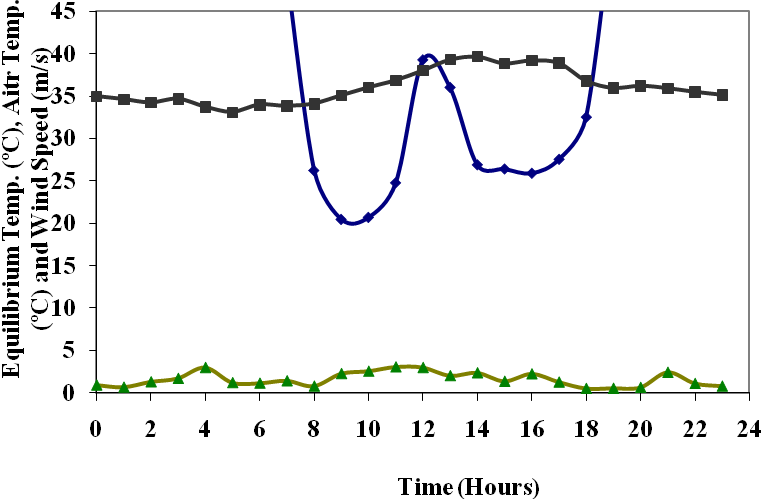 Equilibrium Temp. (°C), Aitr Temp.
(°C) and Wind Speed (m/s)
45
40
35
30
25
20
15
10
5
0
0 2 4 6 8 10 12 14 16 18 20 22 24
Time (Hours)